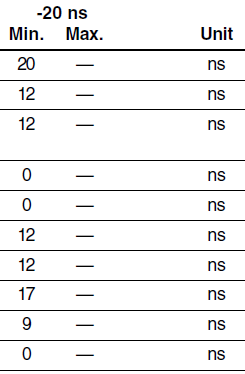 -20 ns
Min. Max. Unit
20 — ns
12 — ns
12 — ns
0 — ns
0 — ns
12 — ns
12 — ns
17 — ns
9 — ns
0 — ns